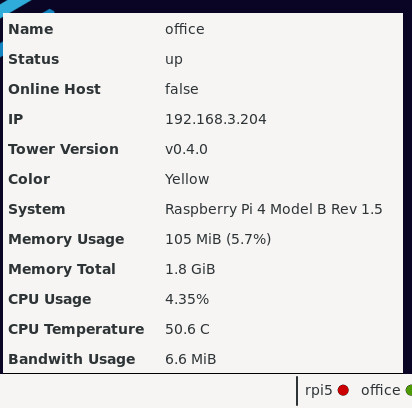 Name office
Status up
Online Host false
IP 192.168.3.204
Tower Version v0.4.0
Color Yellow
System Raspberry Pi 4 Model B Rev 1.5
Memory Usage 105 MiB (5.7%)
Memory Total 1.8 GiB
CPU Usage 4.35%
CPU Temperature 50.6 C
Bandwith Usage 6.6 MiB
rpi5 office